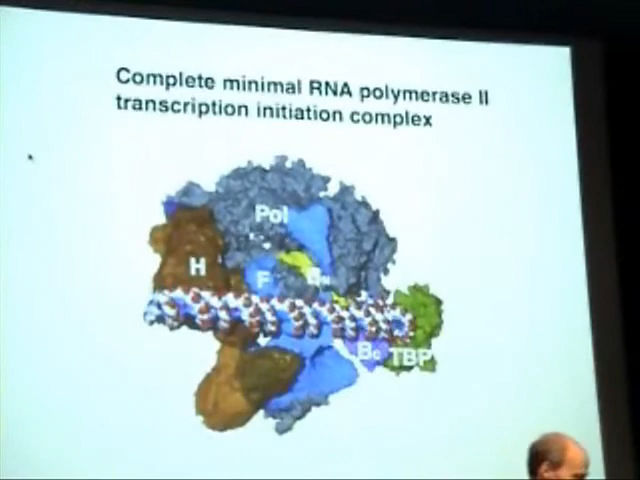 Complete minimal RNA polymerase II
transcription initiation complex
Pol
H
F
Bc TBP